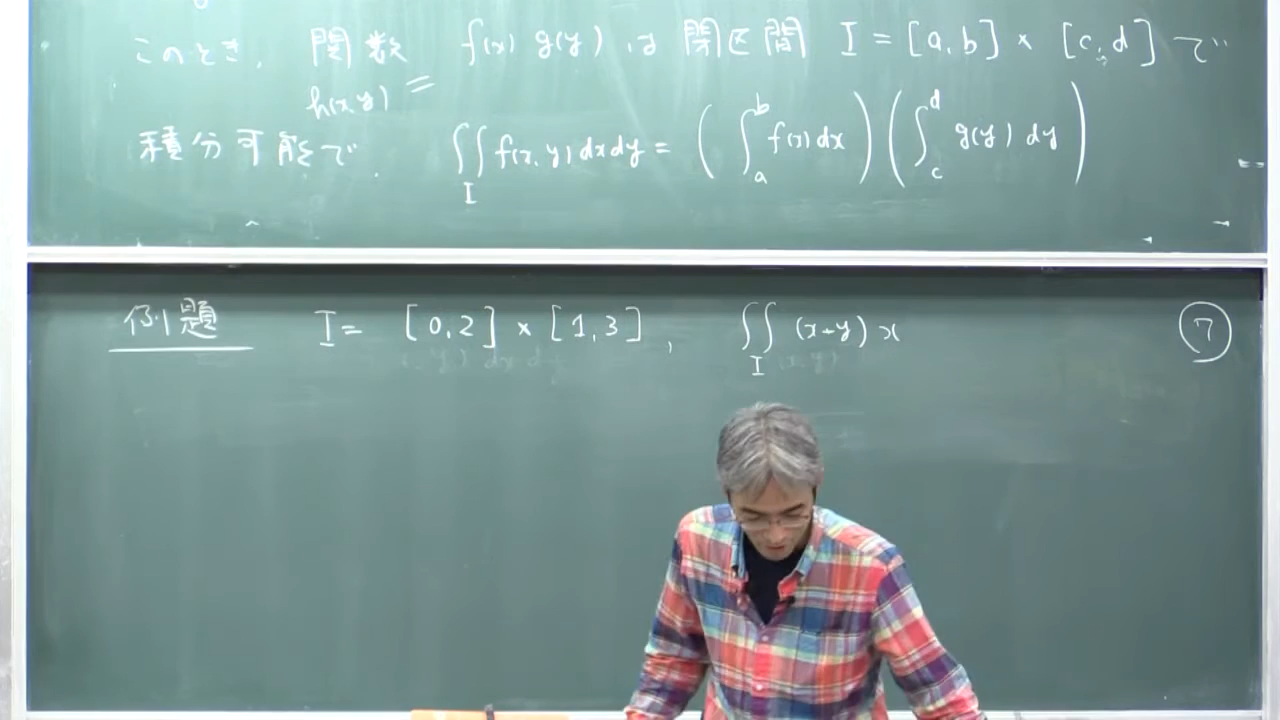 このとき, 関数 f(x) g(y) は 閉区間 I = [a,b] × [c,d] で
h(x,y) =
積分可能で, ∬_I f(x,y) dx dy = ( ∫_a^b f(x) dx ) ( ∫_c^d g(y) dy )
例題 I = [0,2] × [1,3] , ∬_I (x+y) x ⑦